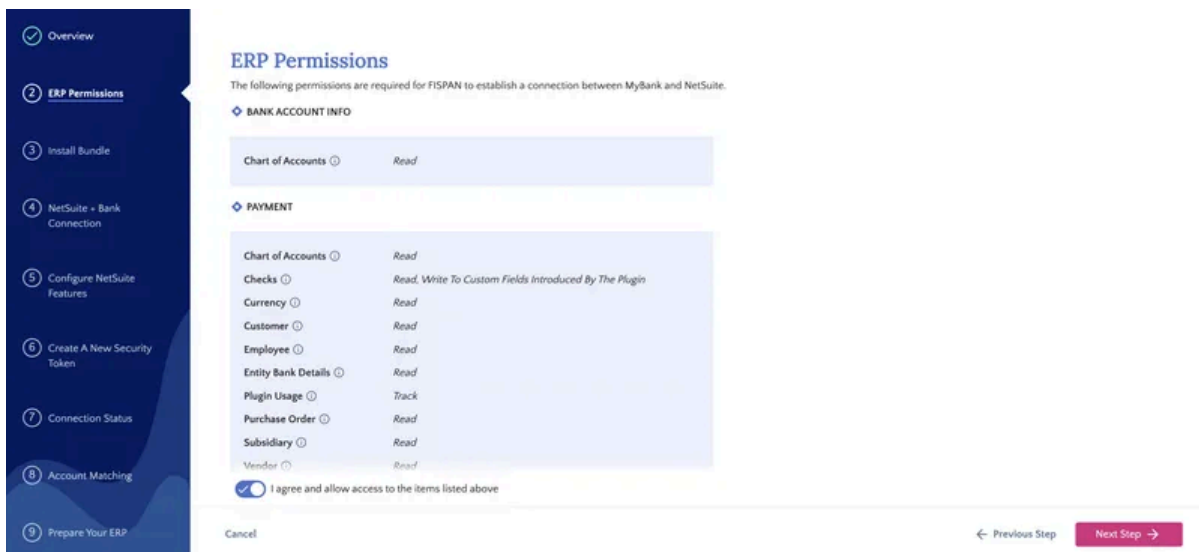 Overview
2 ERP Permissions
3 Install Bundle
4 NetSuite + Bank
Connection
5 Configure NetSuite
Features
6 Create A New Security
Token
7 Connection Status
8 Account Matching
9 Prepare Your ERP
ERP Permissions
The following permissions are required for FISPAN to establish a connection between MyBank and NetSuite.
BANK ACCOUNT INFO
Chart of Accounts Read
PAYMENT
Chart of Accounts Read
Checks Read, Write To Custom Fields Introduced By The Plugin
Currency Read
Customer Read
Employee Read
Entity Bank Details Read
Plugin Usage Track
Purchase Order Read
Subsidiary Read
Vendor Read
I agree and allow access to the items listed above
Cancel
← Previous Step
Next Step →